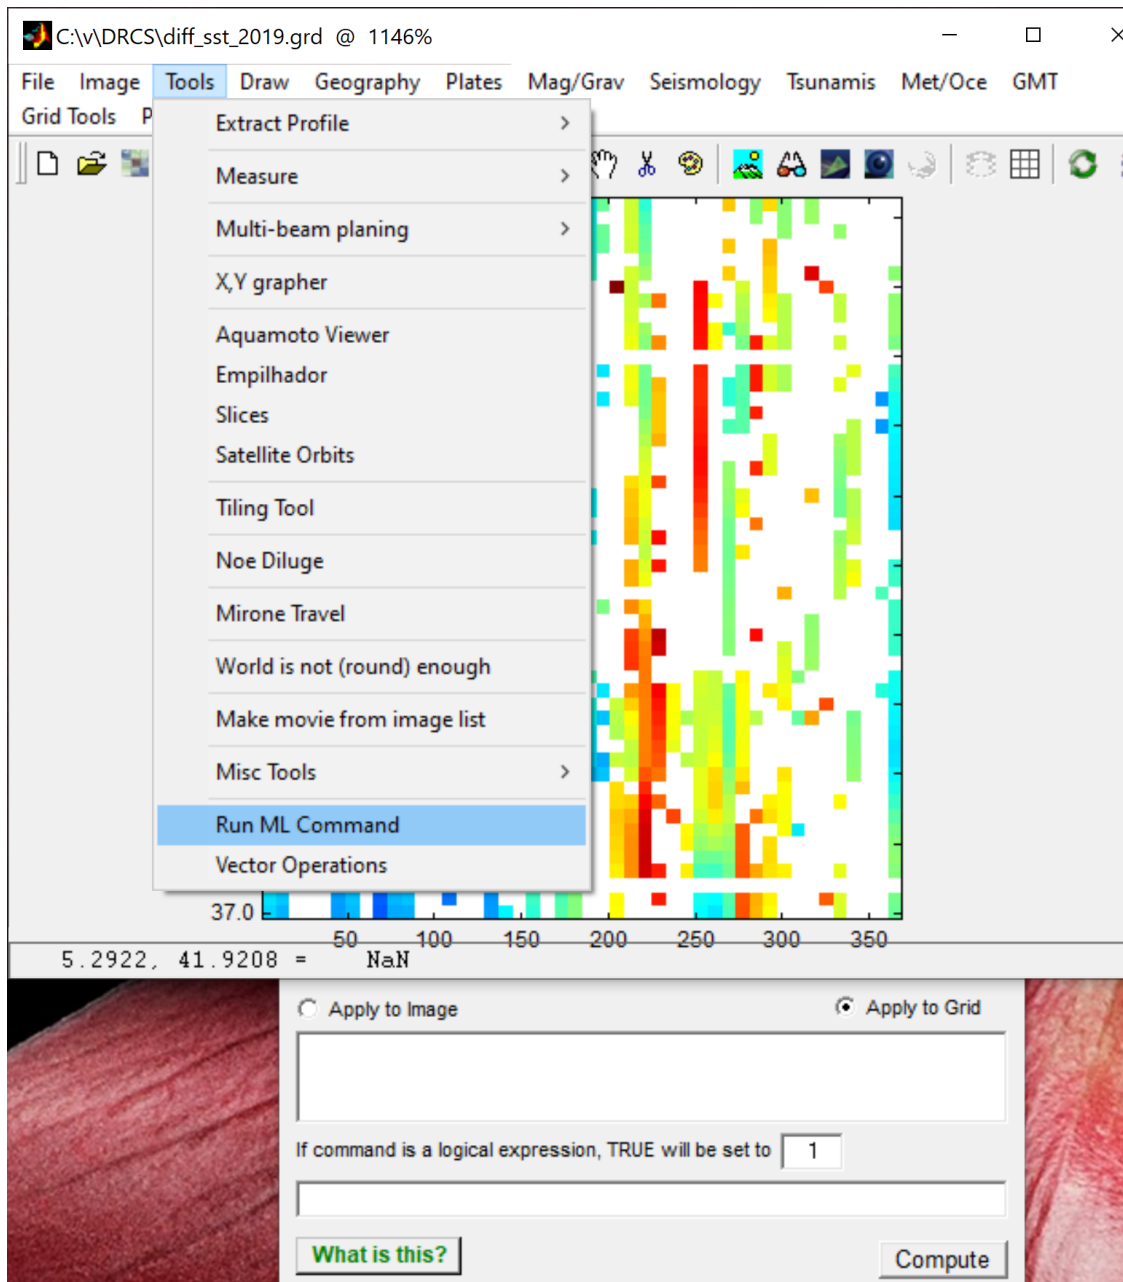 C:\v\DRCS\diff_sst_2019.grd @ 1146%
File Image Tools Draw Geography Plates Mag/Grav Seismology Tsunamis Met/Oce GMT
Grid Tools P
Extract Profile
Measure
Multi-beam planing
X,Y grapher
Aquamoto Viewer
Empilhador
Slices
Satellite Orbits
Tiling Tool
Noe Diluge
Mirone Travel
World is not (round) enough
Make movie from image list
Misc Tools
Run ML Command
Vector Operations
37.0
50 100 150 200 250 300 350
5.2922, 41.9208 = NaN
Apply to Image Apply to Grid
If command is a logical expression, TRUE will be set to 1
What is this? Compute